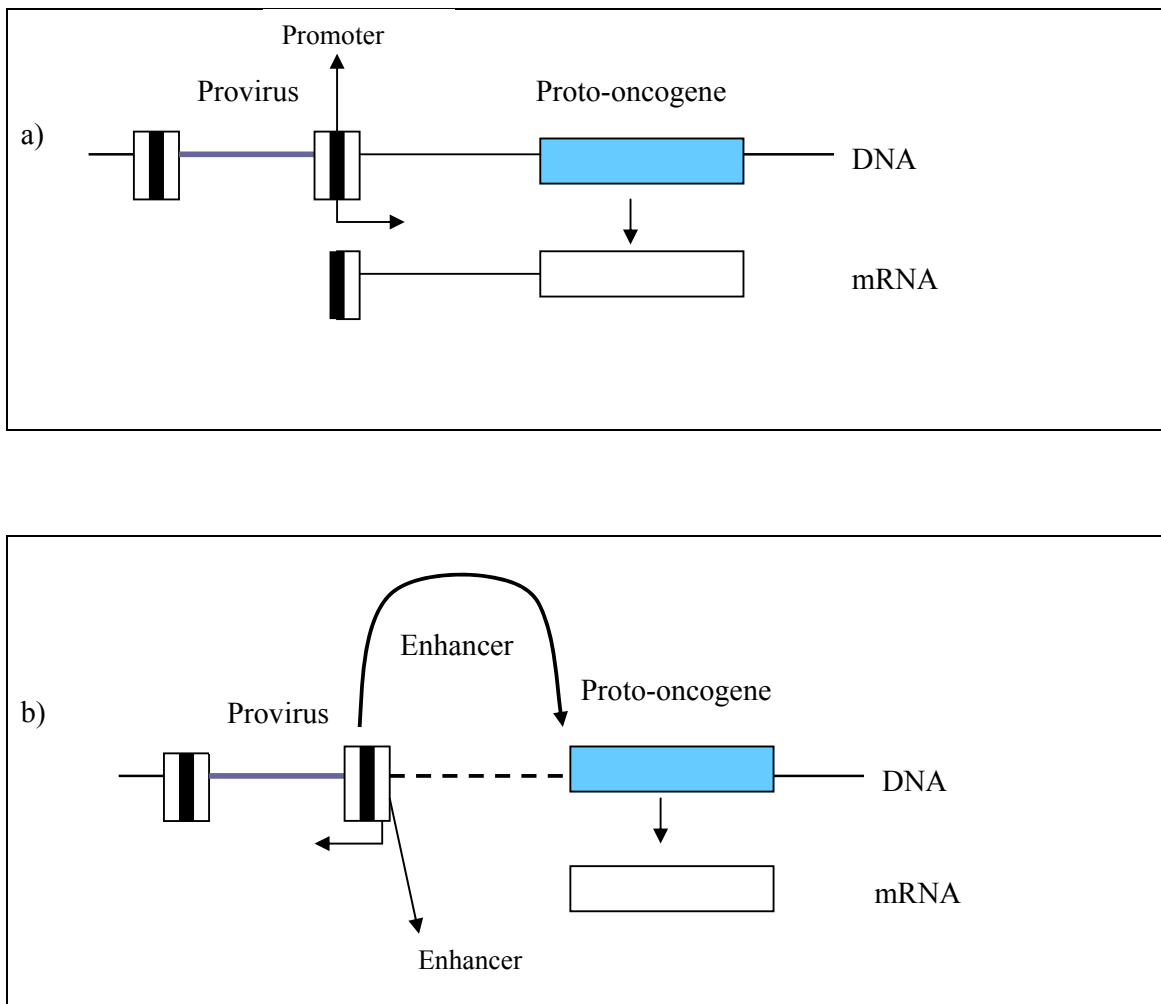 Promoter
Provirus Proto-oncogene
a)
DNA
mRNA
Enhancer
Proto-oncogene
Provirus
b)
DNA
mRNA
Enhancer